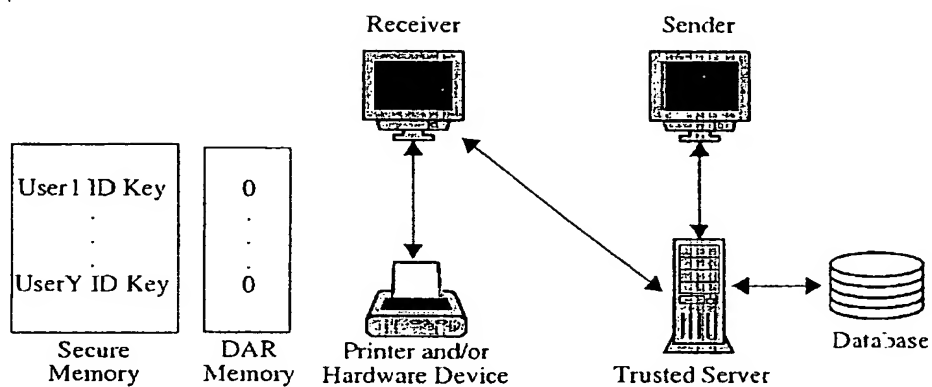 Receiver
Sender
User1 ID Key
0
.
.
.
.
.
.
UserY ID Key
0
Secure
Memory
DAR
Memory
Printer and/or
Hardware Device
Trusted Server
Database